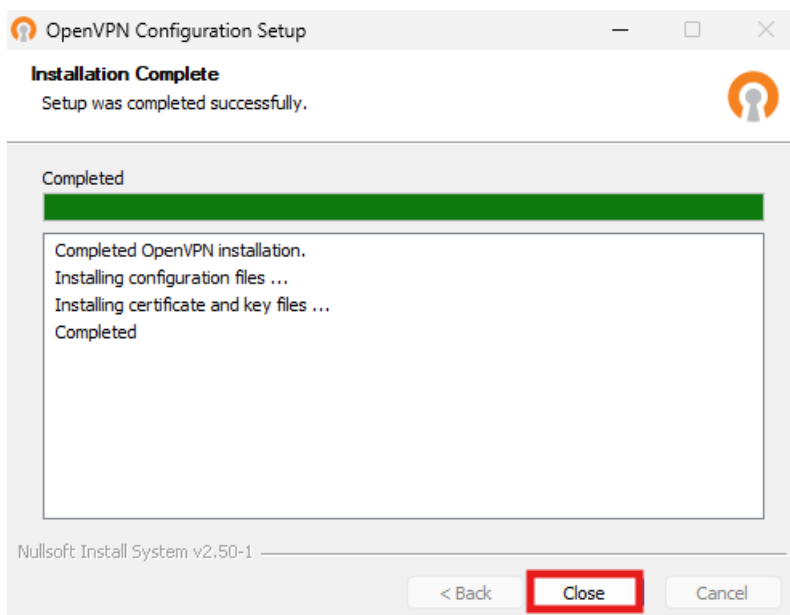 OpenVPN Configuration Setup
Installation Complete
Setup was completed successfully.
Completed
Completed OpenVPN installation.
Installing configuration files ...
Installing certificate and key files ...
Completed
Nullsoft Install System v2.50-1
< Back Close Cancel